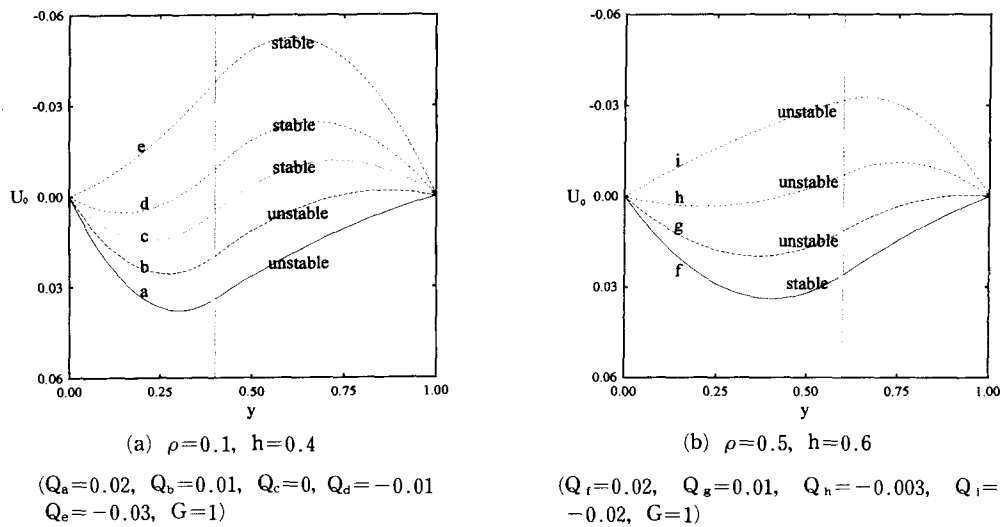 -0.06
-0.03
U₀ 0.00
0.03
0.06
0.00 0.25 0.50 0.75 1.00
y
stable
stable
stable
unstable
unstable
e
d
c
b
a
(a) ρ=0.1, h=0.4
(Qa=0.02, Qb=0.01, Qc=0, Qd=-0.01
Qe=-0.03, G=1)
-0.06
-0.03
U₀ 0.00
0.03
0.06
0.00 0.25 0.50 0.75 1.00
y
unstable
unstable
unstable
stable
i
h
g
f
(b) ρ=0.5, h=0.6
(Qf=0.02, Qg=0.01, Qh=-0.003, Qi=
-0.02, G=1)